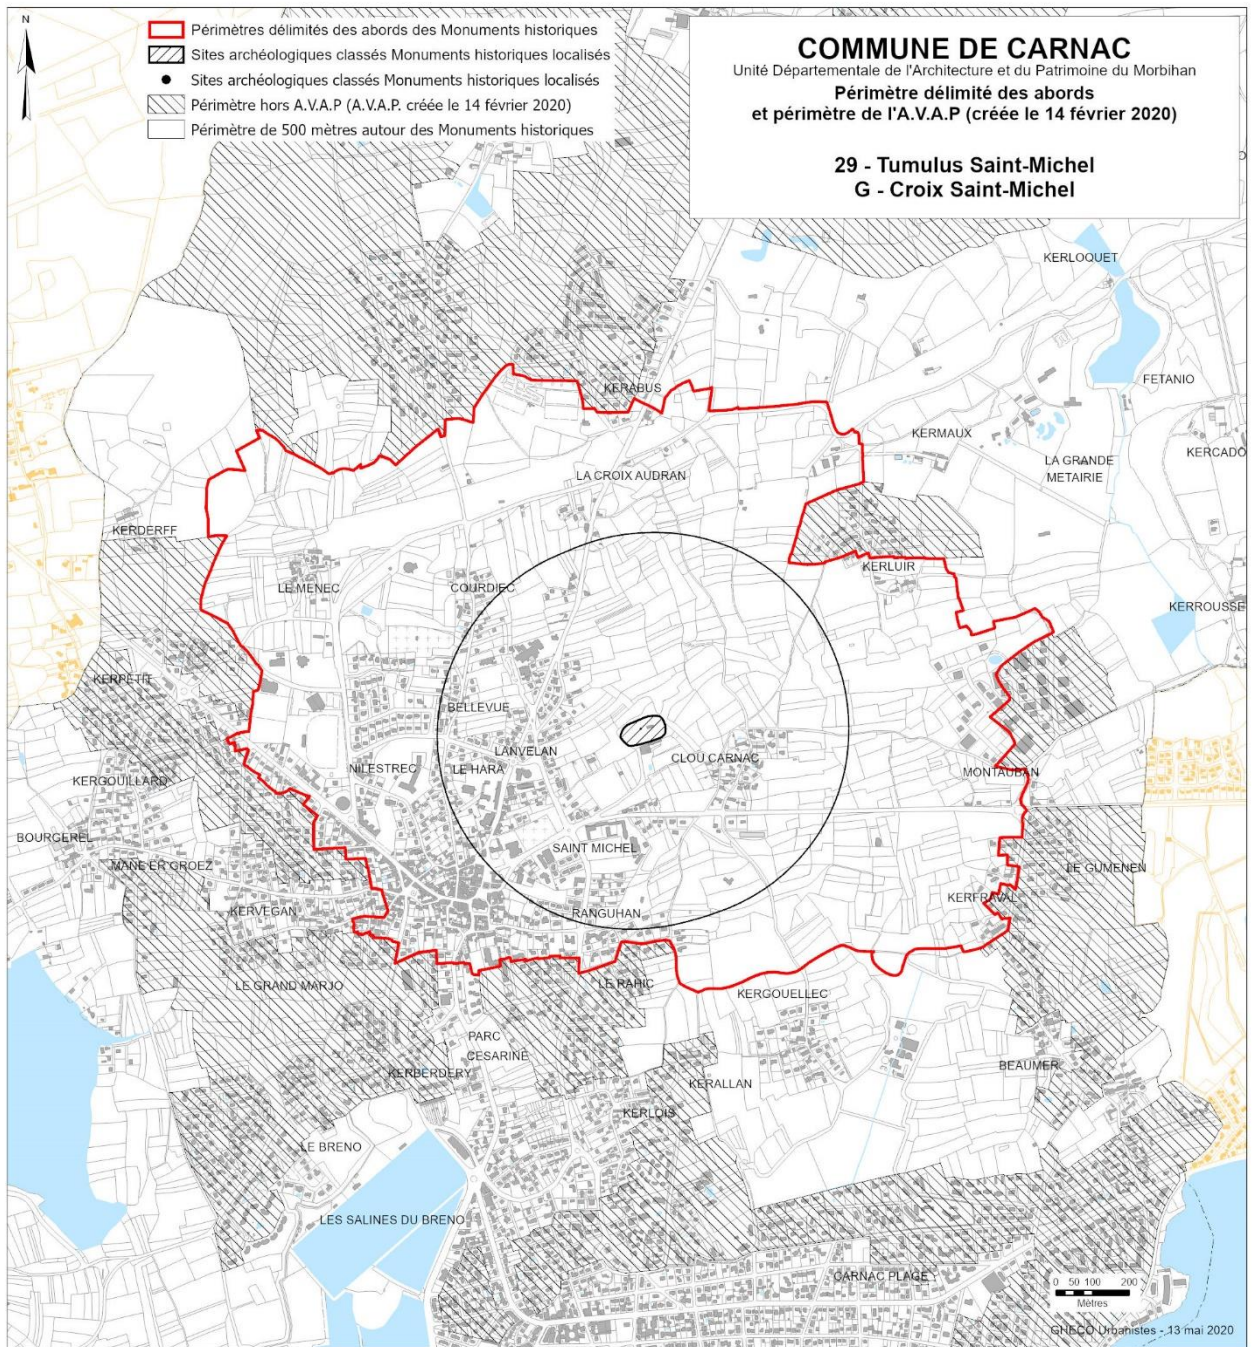 N
Périmètres délimités des abords des Monuments historiques
Sites archéologiques classés Monuments historiques localisés
Sites archéologiques classés Monuments historiques localisés
Périmètre hors A.V.A.P (A.V.A.P. créée le 14 février 2020)
Périmètre de 500 mètres autour des Monuments historiques
COMMUNE DE CARNAC
Unité Départementale de l'Architecture et du Patrimoine du Morbihan
Périmètre délimité des abords
et périmètre de l'A.V.A.P (créée le 14 février 2020)
29 - Tumulus Saint-Michel
G - Croix Saint-Michel
KERLOQUET
FETANIO
KERABUS
KERMAUX
KERCADO
LA GRANDE
METAIRIE
LA CROIX AUDRAN
KERDERFF
KERLUIR
LE MENEC
COURDIEC
KERROUSSE
KERPETIT
BELLEVUE
LANVELAN
CLOU CARNAC
NILESTREC
LE HARA
MONTAUBAN
KERGOUILLARD
BOURGEREL
SAINT MICHEL
MANE ER GROEZ
LE GUMENEN
KERVEGAN
RANGUHAN
KERFRAVAL
LE GRAND MARJO
LE RAHIC
KERGOUELLEC
PARC
CESARINE
KERBERDERY
KERALLAN
BEAUMER
KERLOIS
LE BRENO
LES SALINES DU BRENO
CARNAC PLAGE
0 50 100 200
Mètres
GHECO Urbanistes - 13 mai 2020